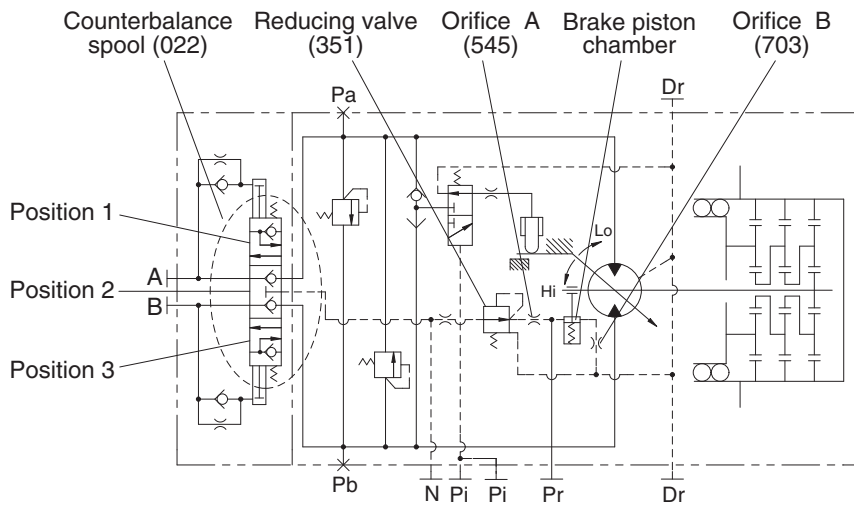 Counterbalance
spool (022)
Reducing valve
(351)
Orifice A
(545)
Brake piston
chamber
Orifice B
(703)
Dr
Pa
Position 1
A
Position 2
B
Position 3
Lo
Hi
Pb
N
Pi
Pi
Pr
Dr